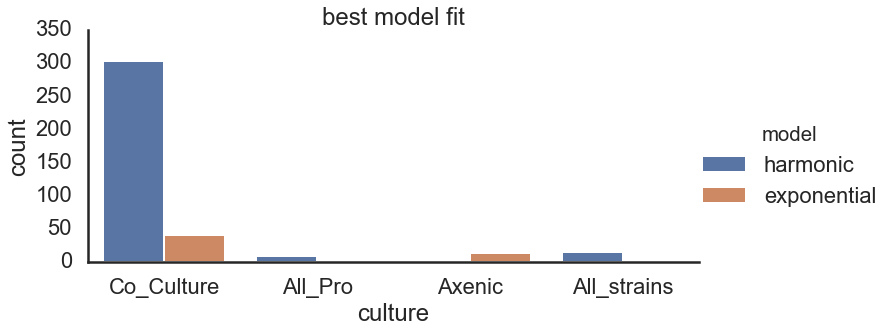 best model fit
350
300
250
200
150
100
50
0
count
Co_Culture
All_Pro
Axenic
All_strains
culture
model
harmonic
exponential